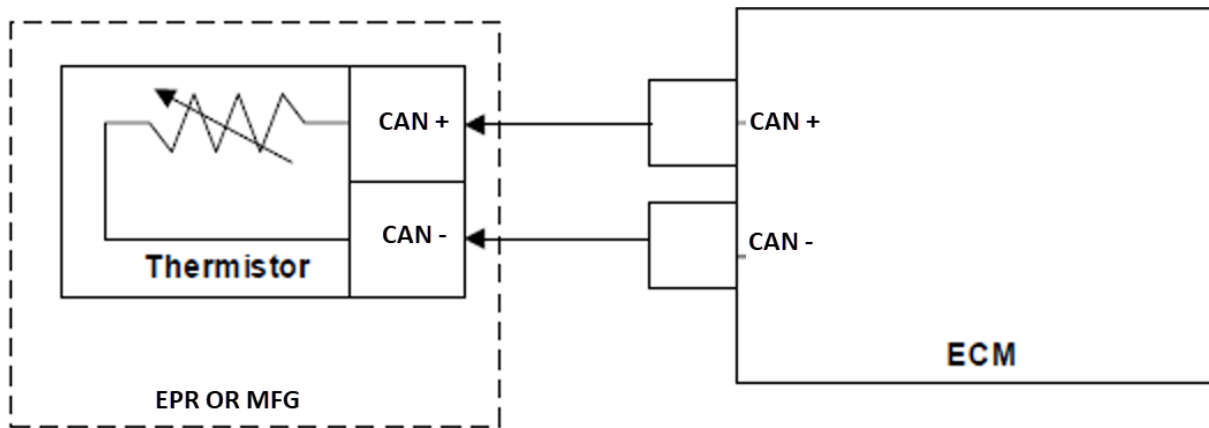 CAN +
CAN -
Thermistor
EPR OR MFG
CAN +
CAN -
ECM